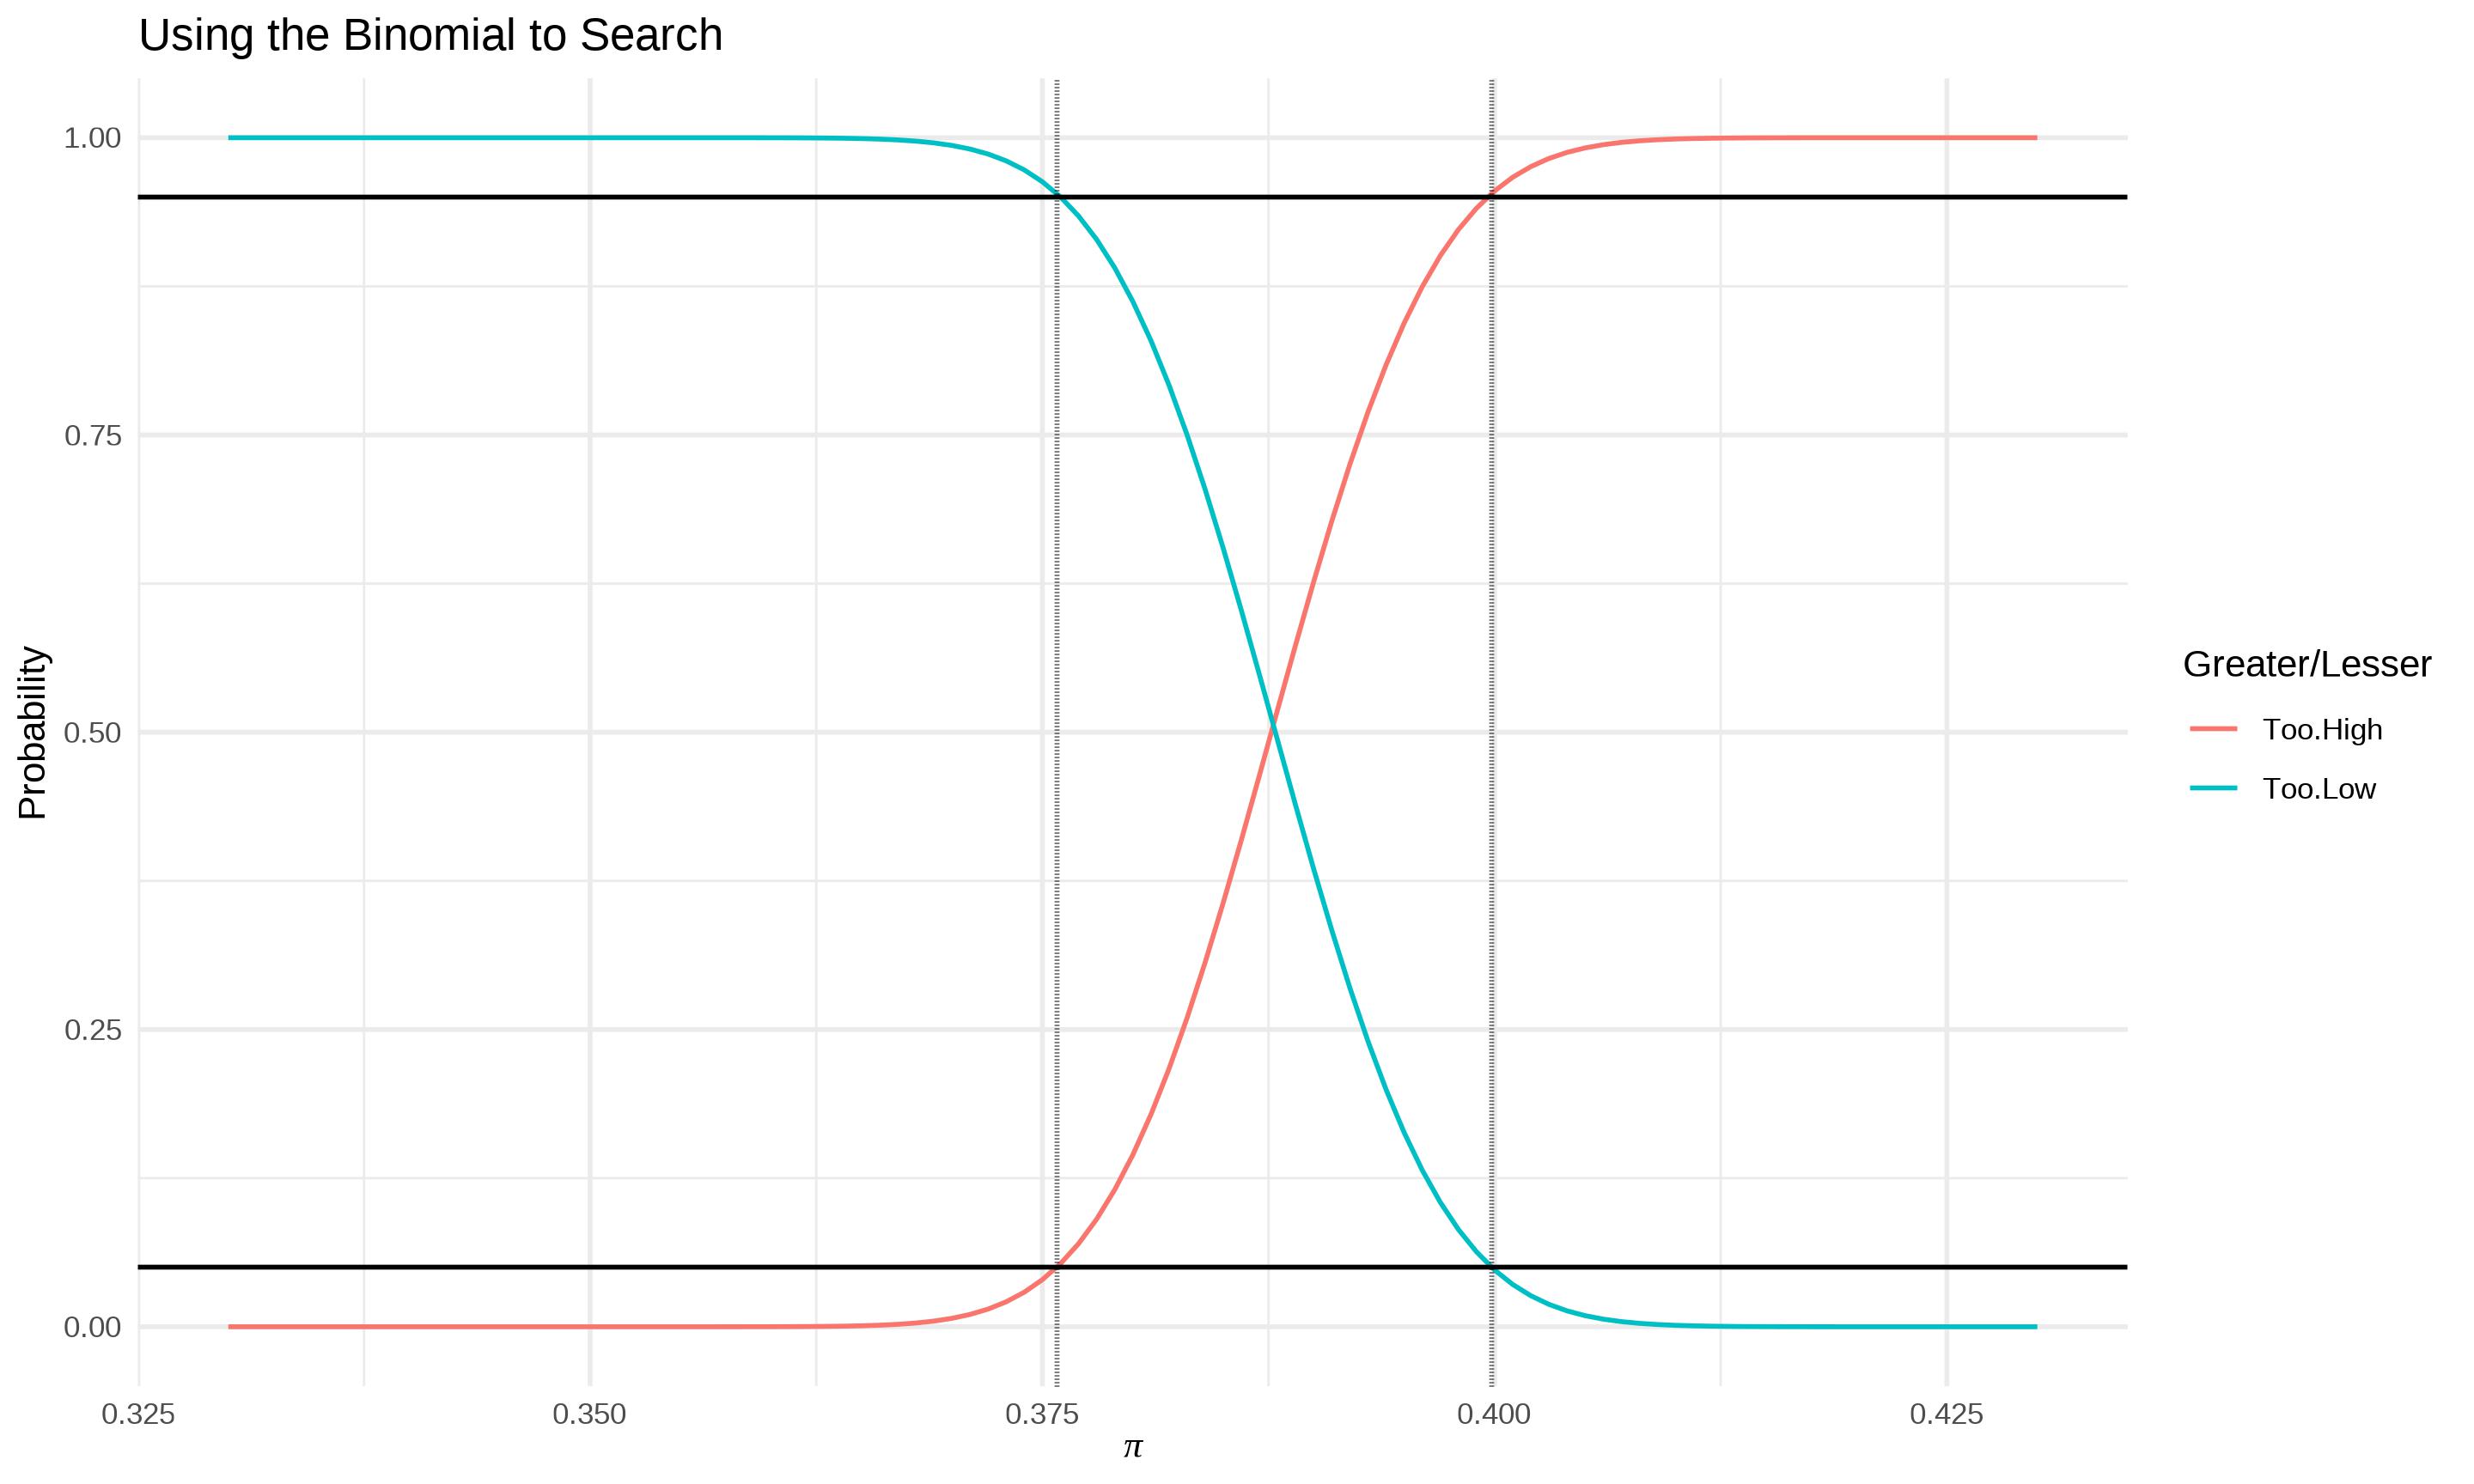 Using the Binomial to Search
1.00
0.75
0.50
0.25
0.00
Probability
0.325 0.350 0.375 0.400 0.425
π
Greater/Lesser
Too.High
Too.Low